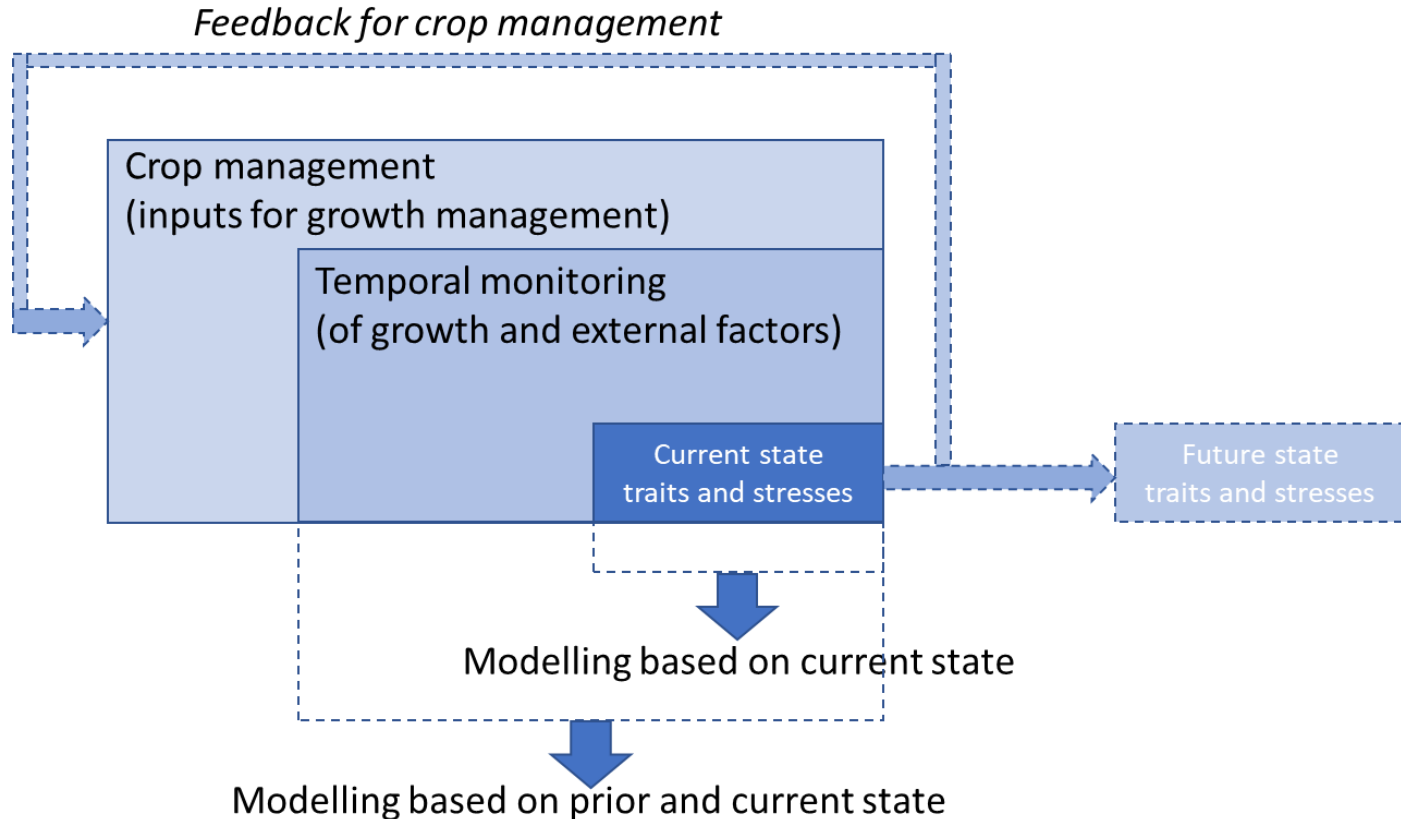 Feedback for crop management
Crop management
(inputs for growth management)
Temporal monitoring
(of growth and external factors)
Current state
traits and stresses
Future state
traits and stresses
Modelling based on current state
Modelling based on prior and current state